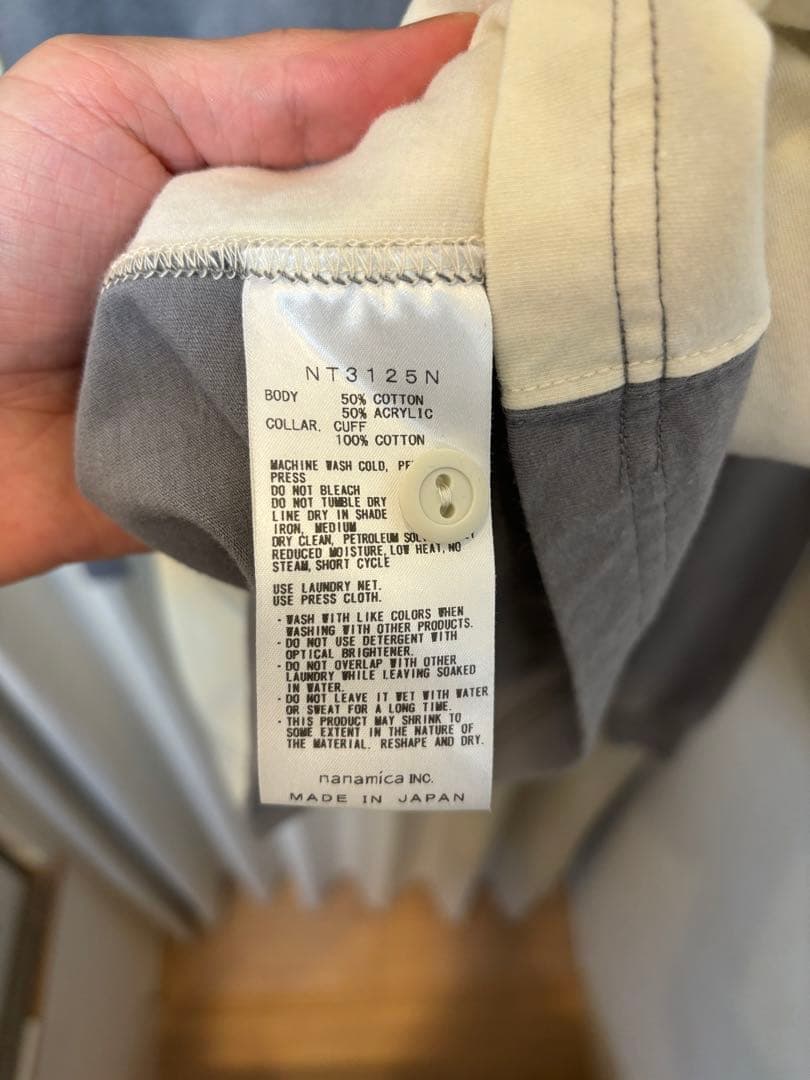 NT3125N
BODY 50% COTTON
50% ACRYLIC
COLLAR, CUFF
100% COTTON
MACHINE WASH COLD,
PRESS
DO NOT BLEACH
DO NOT TUMBLE DRY
LINE DRY IN SHADE
IRON, MEDIUM
DRY CLEAN, PETROLEUM
REDUCED MOISTURE, LOW HEAT, NO
STEAM, SHORT CYCLE
USE LAUNDRY NET.
USE PRESS CLOTH.
· WASH WITH LIKE COLORS WHEN
WASHING WITH OTHER PRODUCTS.
· DO NOT USE DETERGENT WITH
OPTICAL BRIGHTENER.
· DO NOT OVERLAP WITH OTHER
LAUNDRY WHILE LEAVING SOAKED
IN WATER.
· DO NOT LEAVE IT WET WITH WATER
OR SWEAT FOR A LONG TIME.
· THIS PRODUCT MAY SHRINK TO
SOME EXTENT IN THE NATURE OF
THE MATERIAL. RESHAPE AND DRY.
nanamica INC.
MADE IN JAPAN